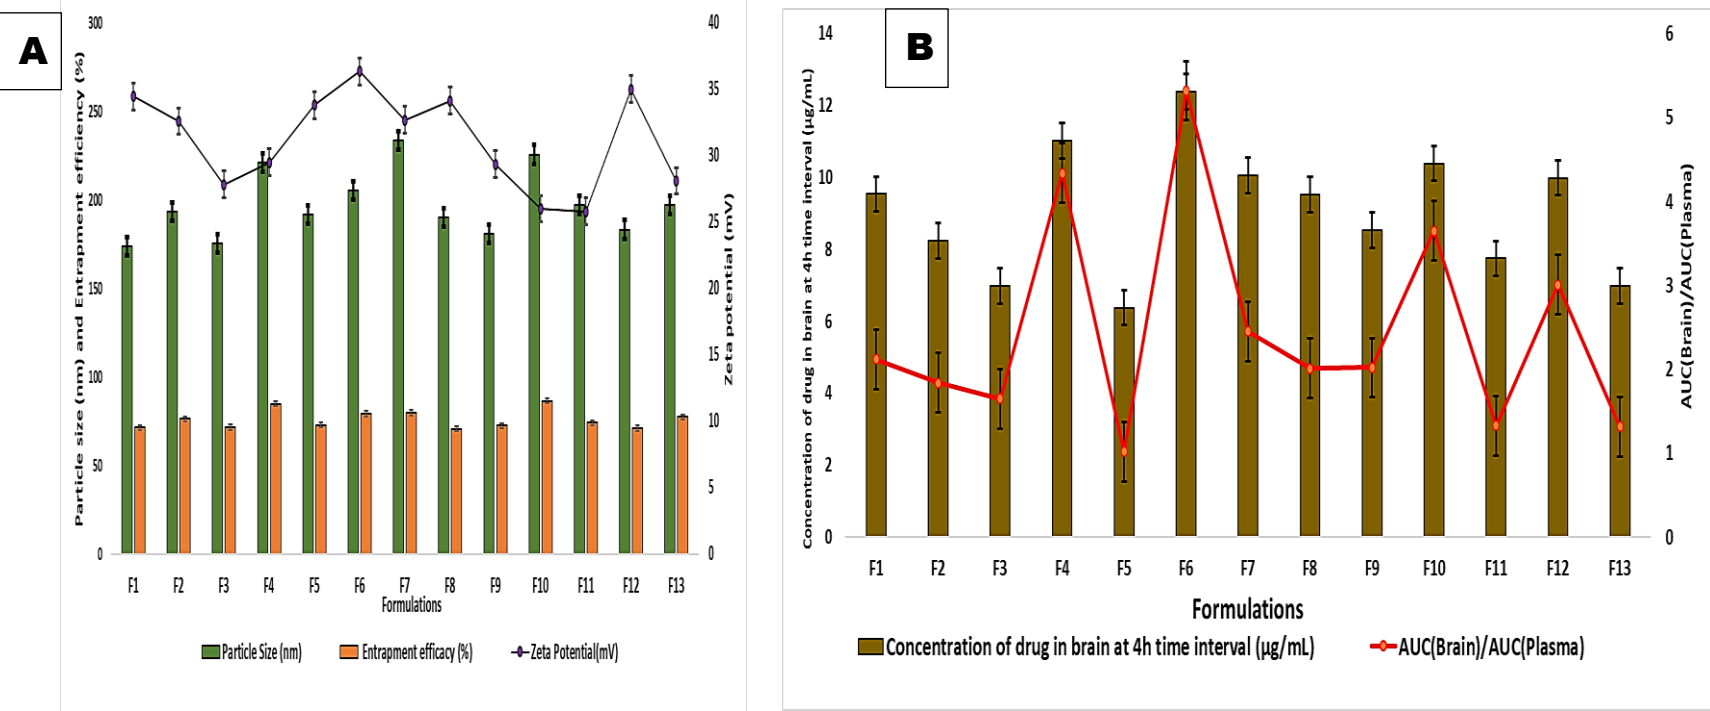 A
Particle size (nm) and Entrapment efficiency (%)
300
250
200
150
100
50
0
40
35
30
25
20
15
10
5
0
Zeta potential (mV)
F1 F2 F3 F4 F5 F6 F7 F8 F9 F10 F11 F12 F13
Formulations
Particle Size (nm) Entrapment efficacy (%) Zeta Potential(mV)
B
Concentration of drug in brain at 4h time interval (µg/mL)
14
12
10
8
6
4
2
0
6
5
4
3
2
1
0
AUC(Brain)/AUC(Plasma)
F1 F2 F3 F4 F5 F6 F7 F8 F9 F10 F11 F12 F13
Formulations
Concentration of drug in brain at 4h time interval (µg/mL) AUC(Brain)/AUC(Plasma)